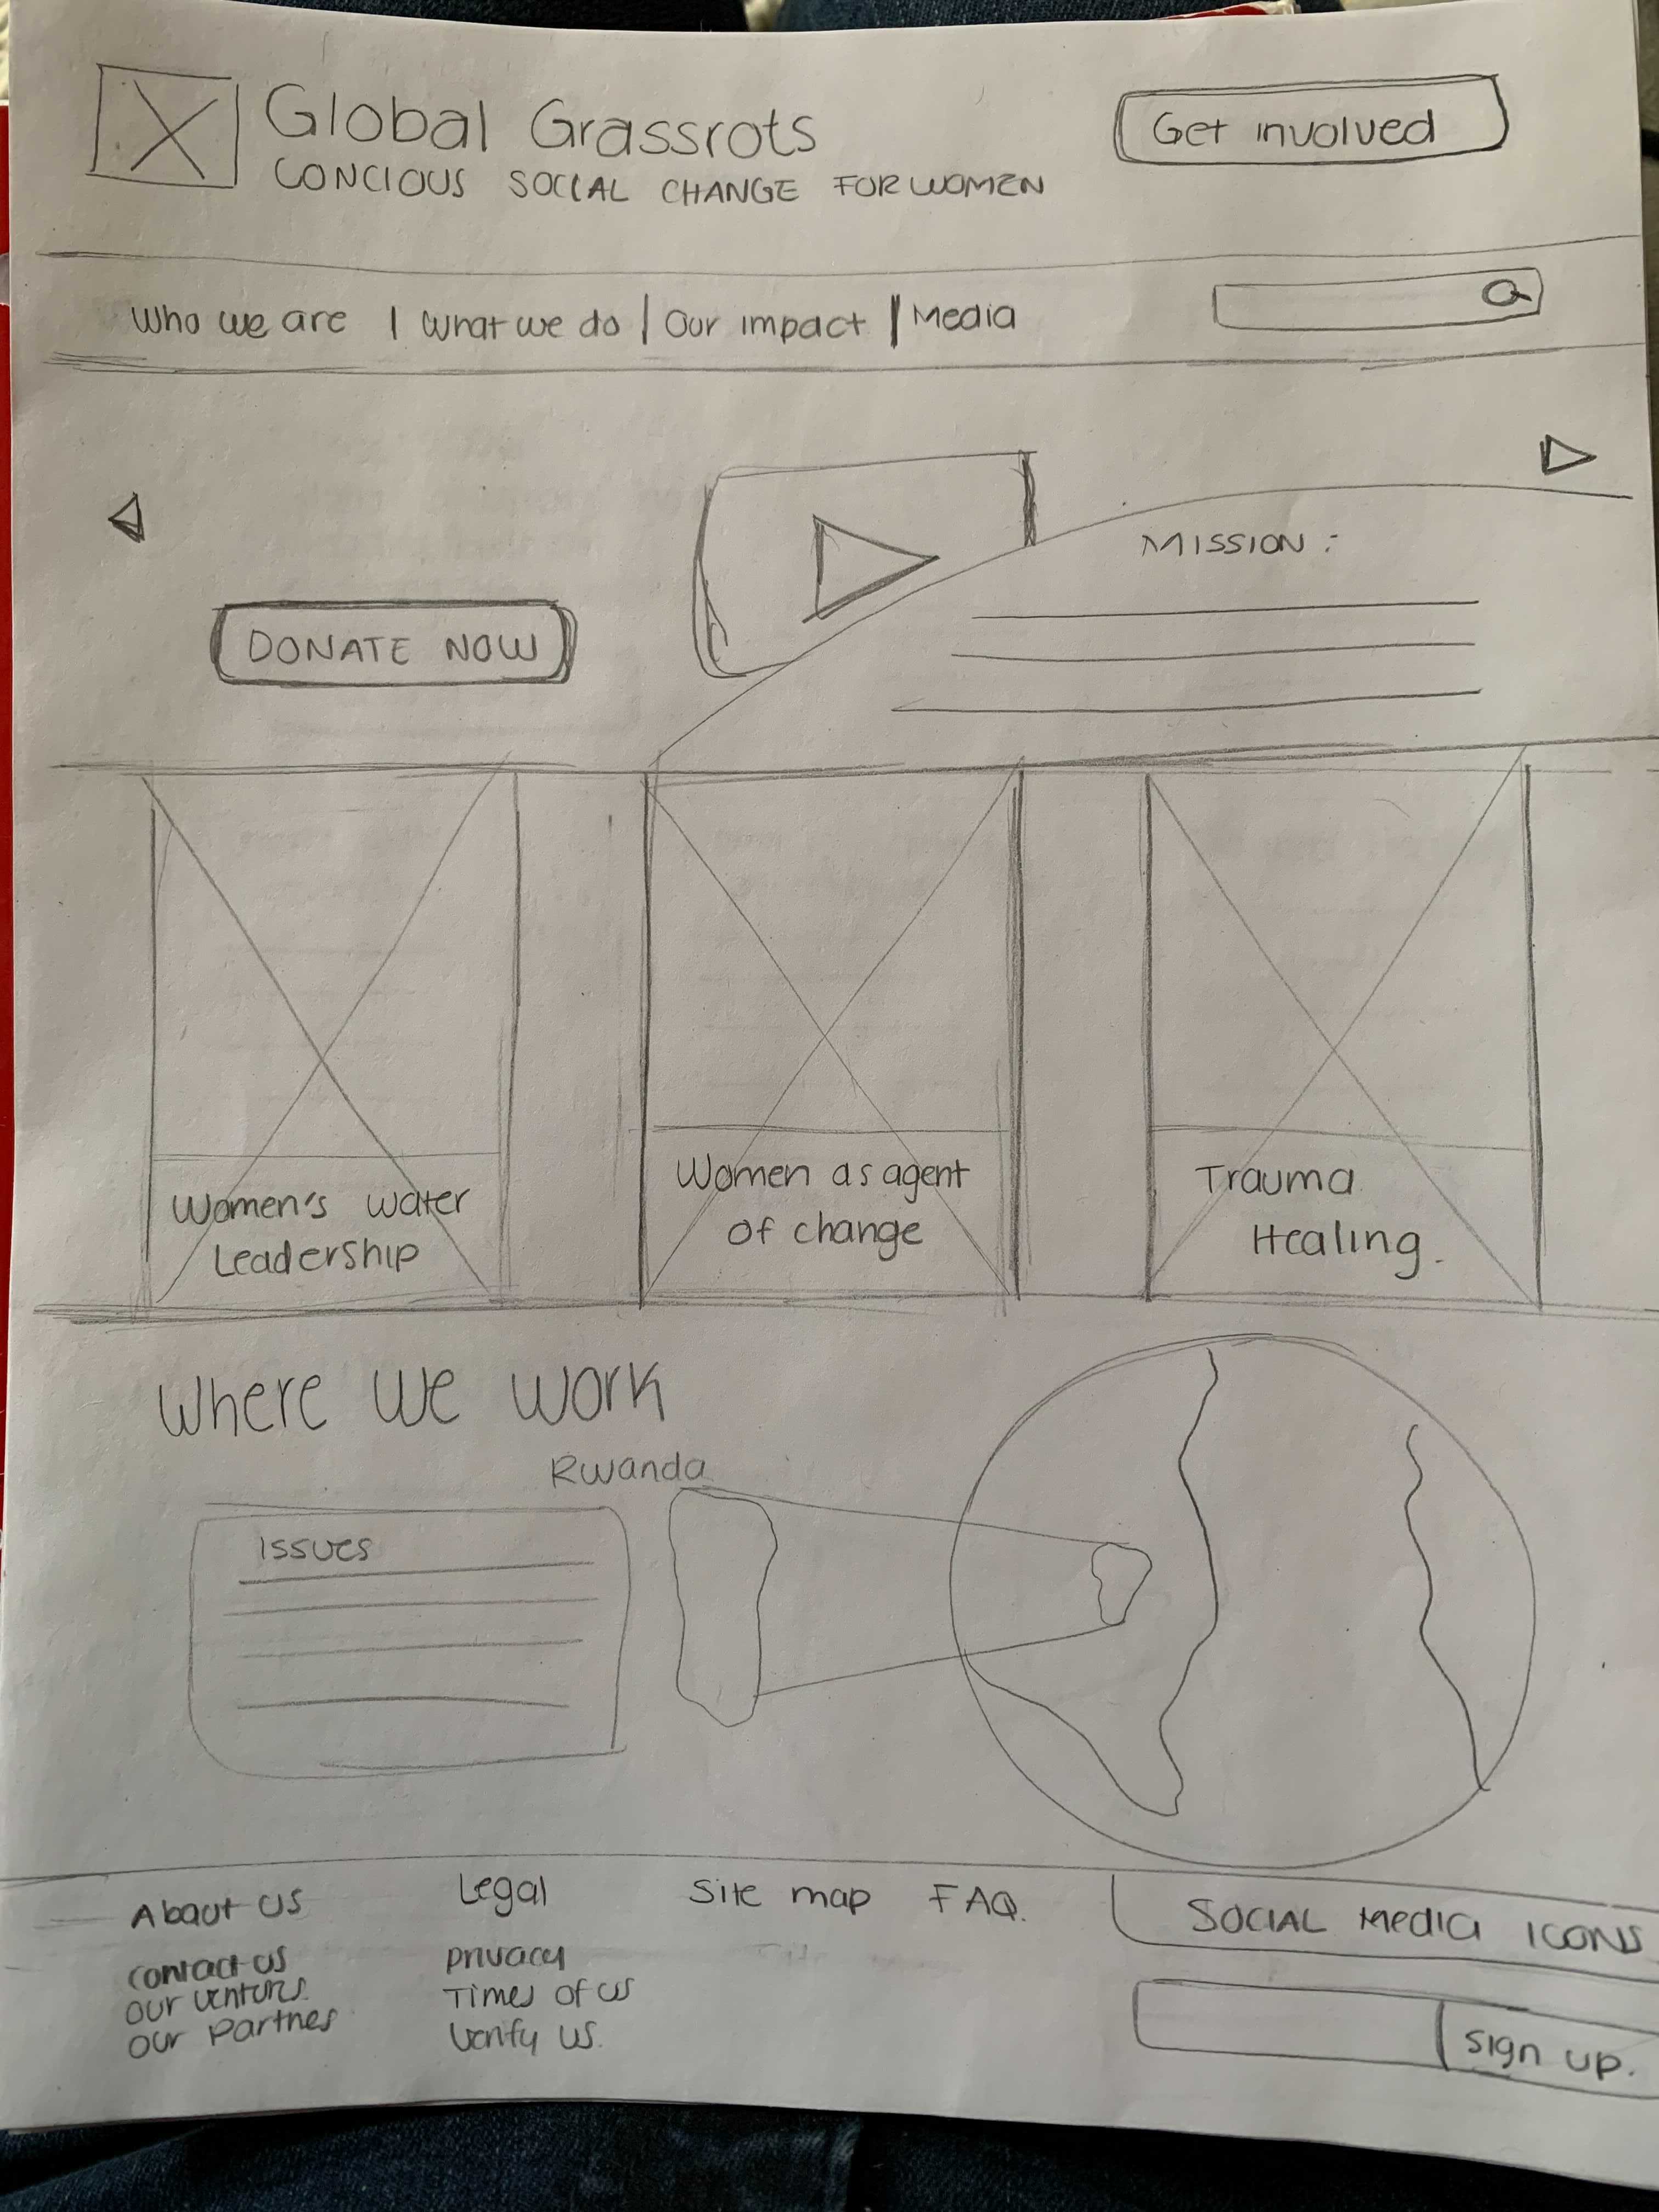 Global Grassrots
CONCIOUS SOCIAL CHANGE FOR WOMEN
Get involved
Who we are | What we do | Our impact | Media
MISSION :
DONATE NOW
Women's water
Leadership
Women as agent
of change
Trauma
Healing.
Where we work
Rwanda
Issues
About us
contact us
our
our Partnes
Legal
privacy
Times of us
Verify us.
Site map
FAQ.
SOCIAL MEDIA ICONS
sign up.